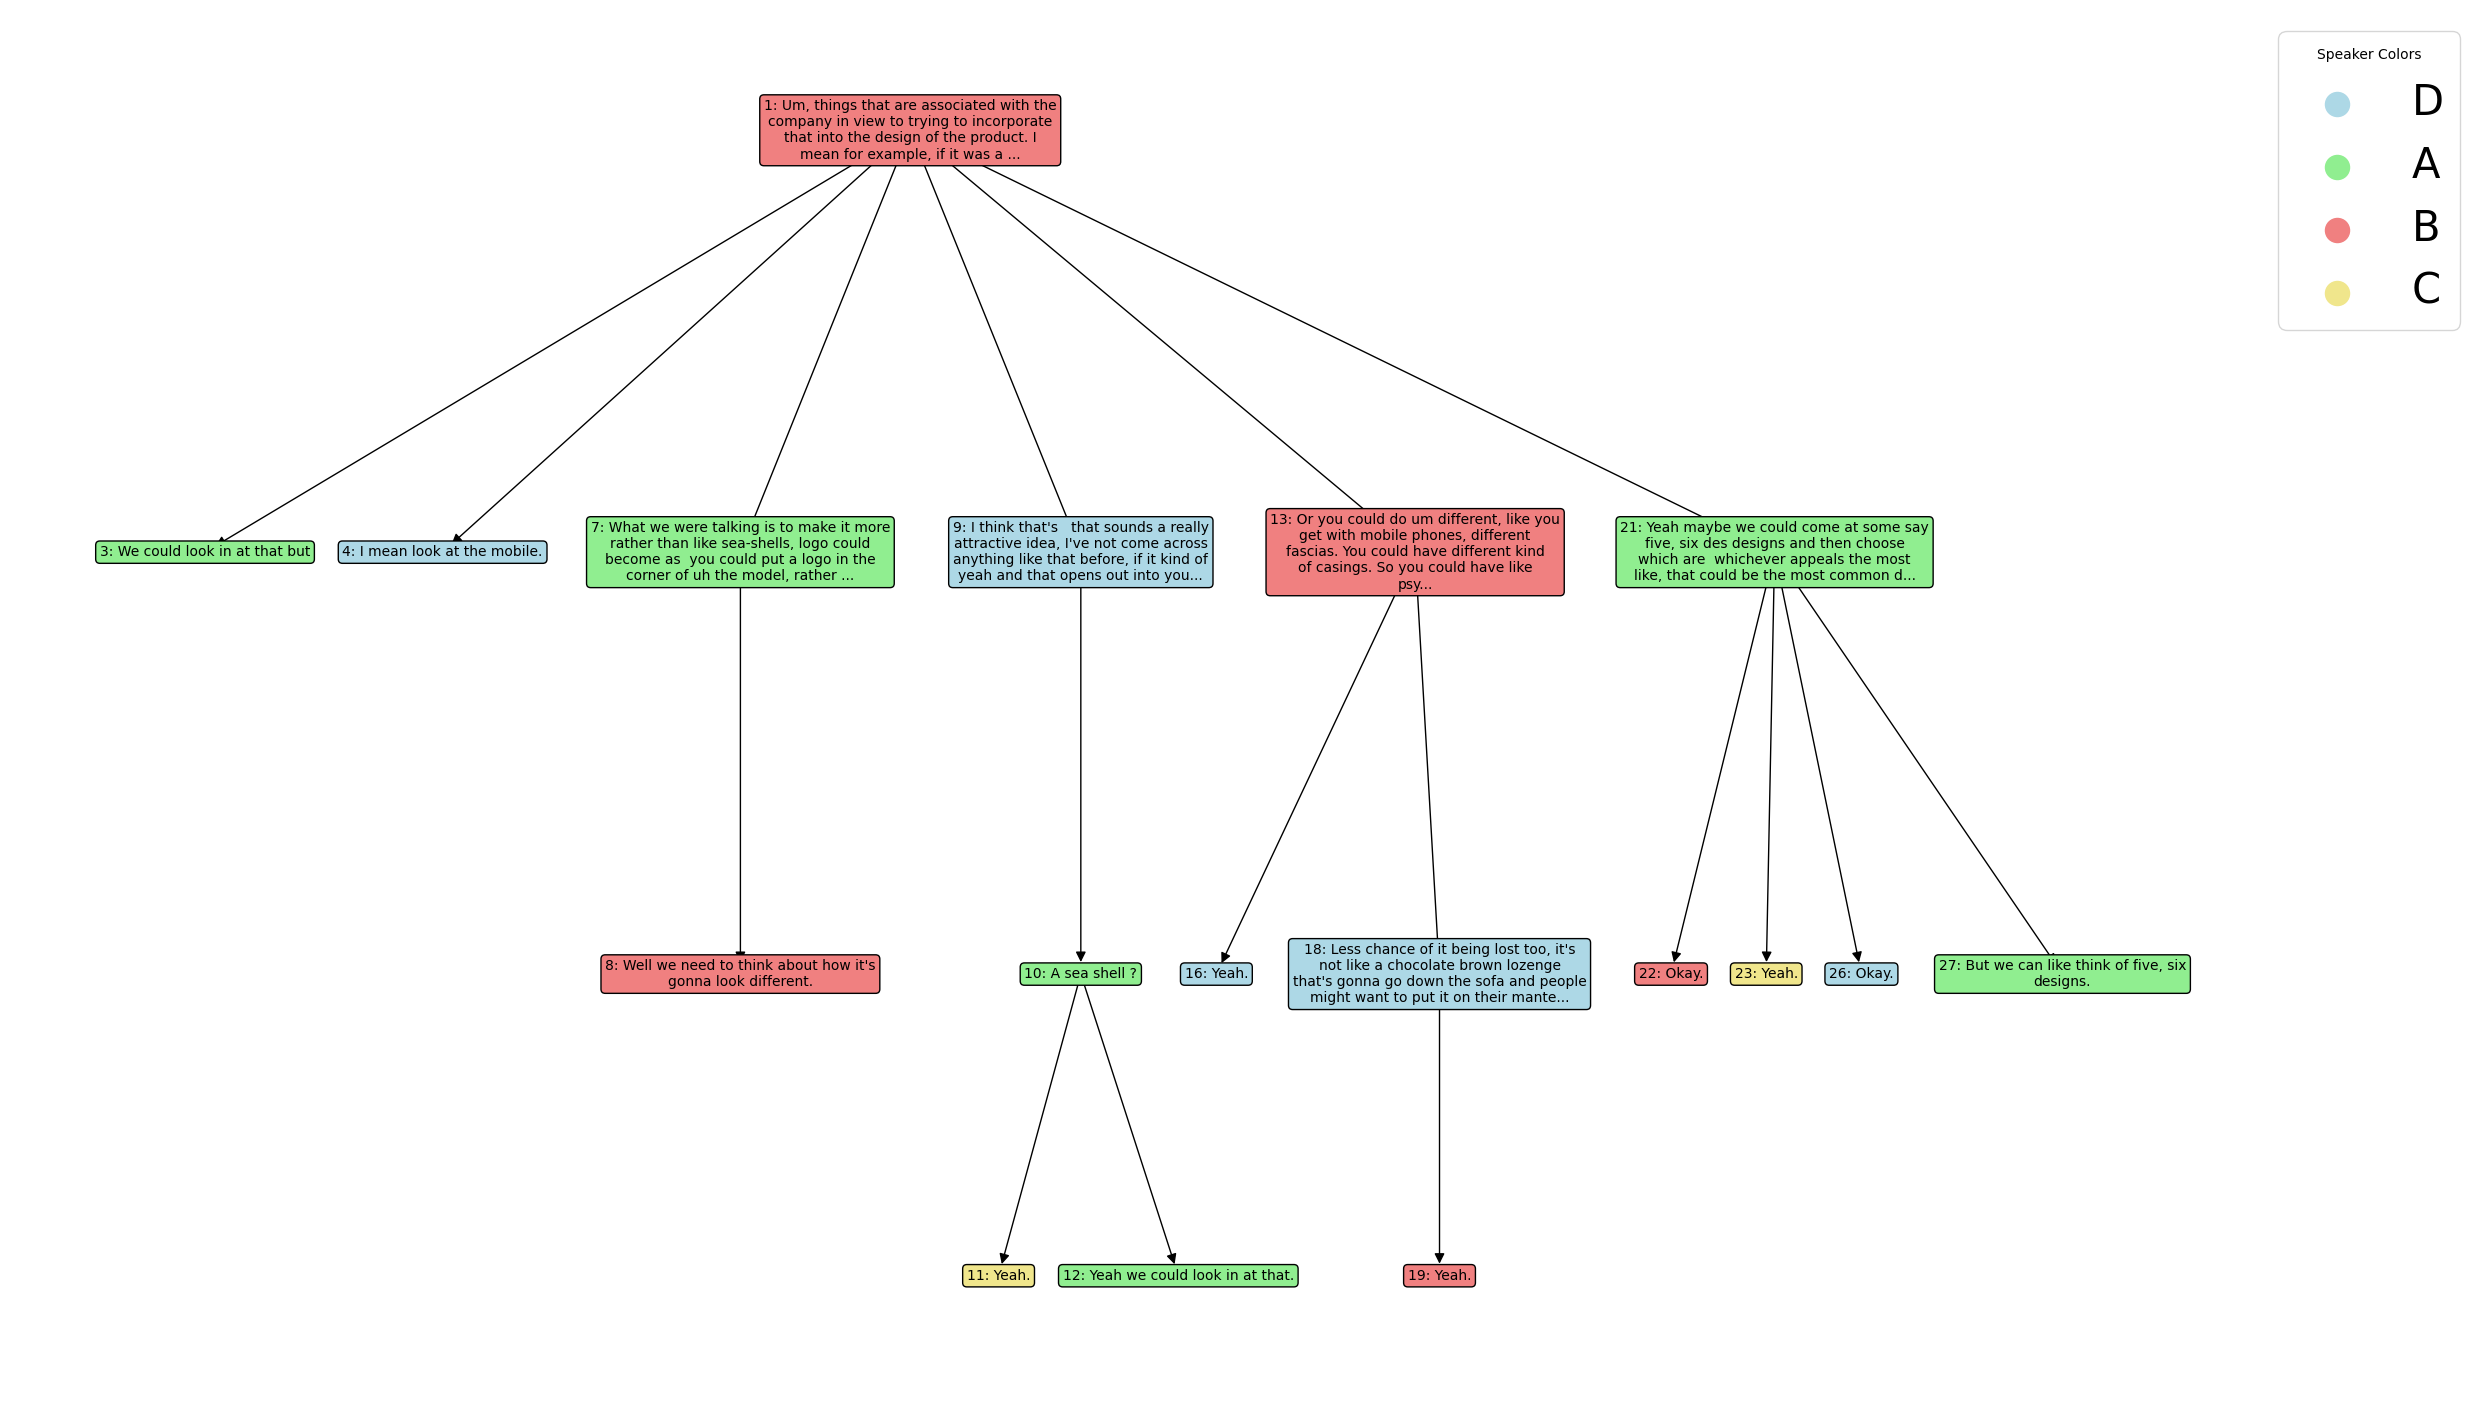 Speaker Colors
D
A
B
C
1: Um, things that are associated with the
company in view to trying to incorporate
that into the design of the product. I
mean for example, if it was a ...
3: We could look in at that but
4: I mean look at the mobile.
7: What we were talking is to make it more
rather than like sea-shells, logo could
become as  you could put a logo in the
corner of uh the model, rather ...
9: I think that's   that sounds a really
attractive idea, I've not come across
anything like that before, if it kind of
yeah and that opens out into you...
13: Or you could do um different, like you
get with mobile phones, different
fascias. You could have different kind
of casings. So you could have like
psy...
21: Yeah maybe we could come at some say
five, six des designs and then choose
which are  whichever appeals the most
like, that could be the most common d...
8: Well we need to think about how it's
gonna look different.
10: A sea shell ?
16: Yeah.
18: Less chance of it being lost too, it's
not like a chocolate brown lozenge
that's gonna go down the sofa and people
might want to put it on their mante...
22: Okay.
23: Yeah.
26: Okay.
27: But we can like think of five, six
designs.
11: Yeah.
12: Yeah we could look in at that.
19: Yeah.